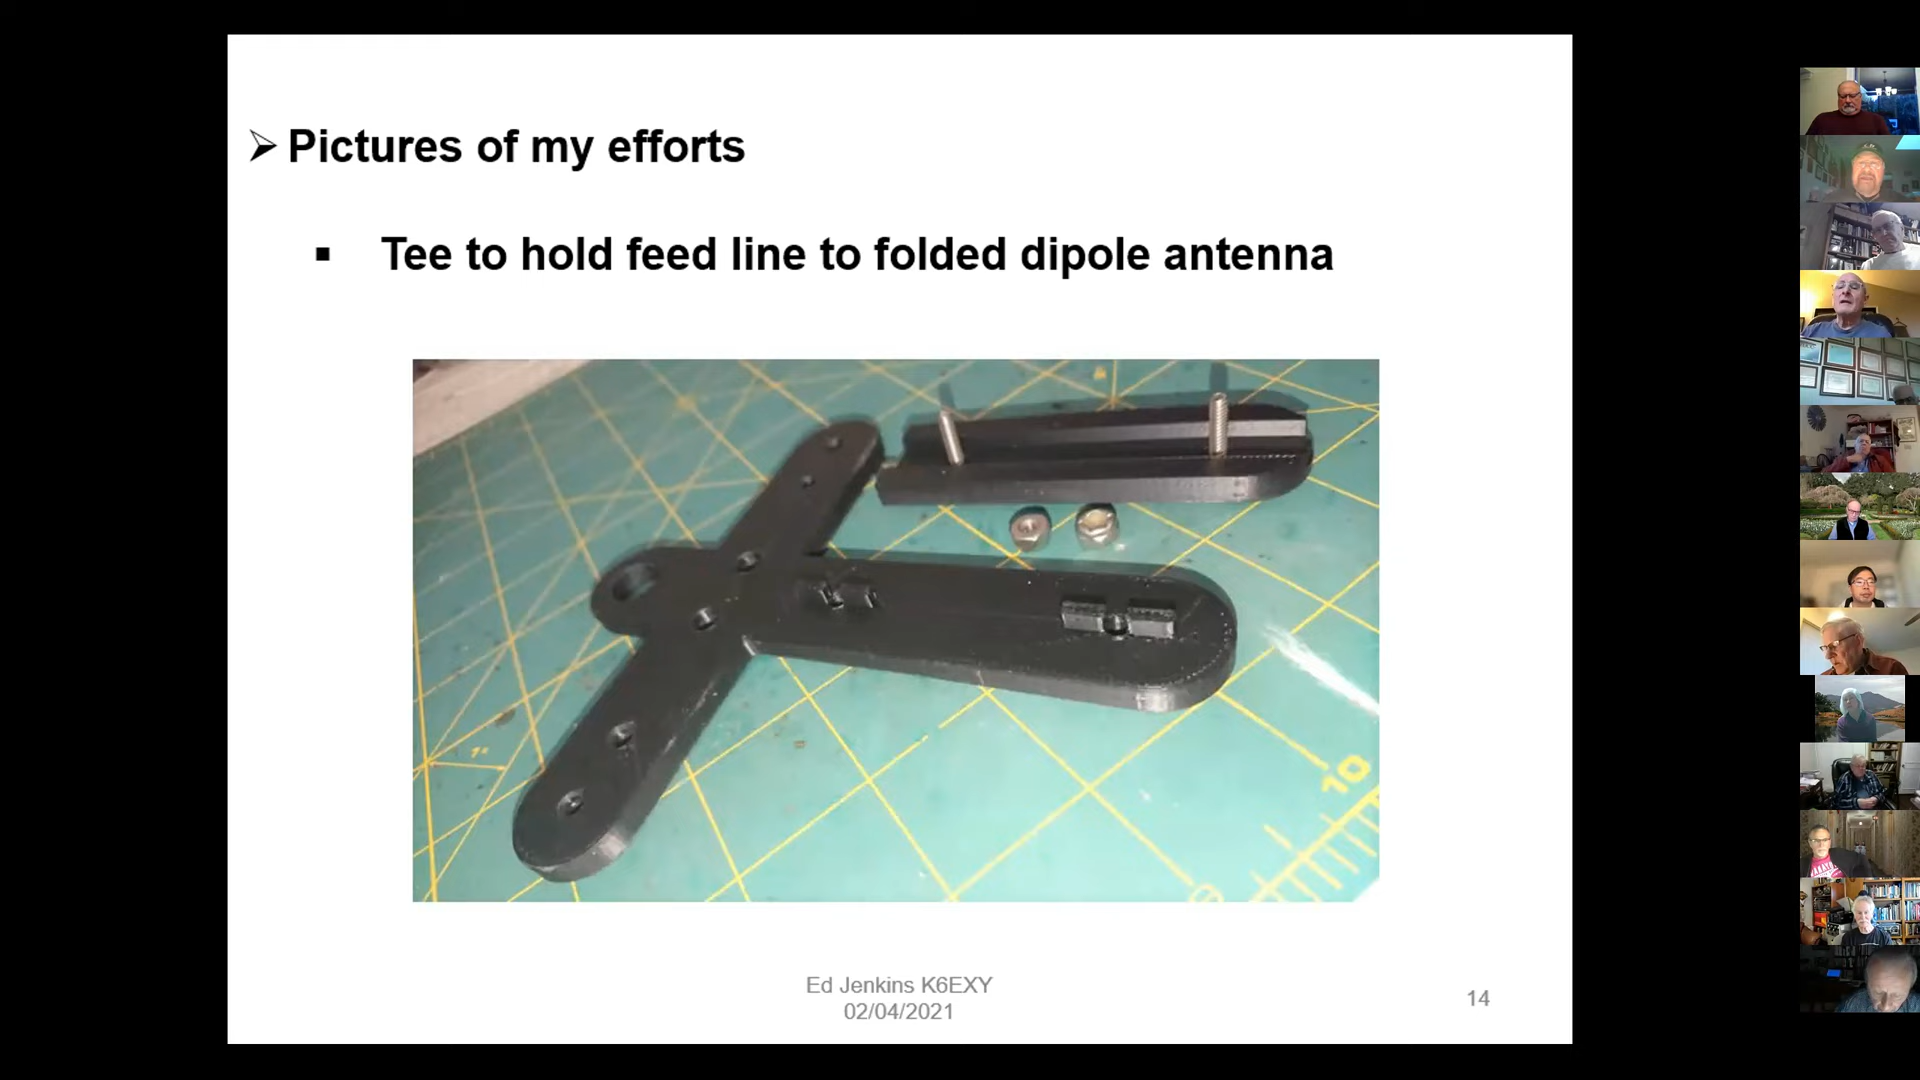 Pictures of my efforts
Tee to hold feed line to folded dipole antenna
10
Ed Jenkins K6EXY
02/04/2021
14